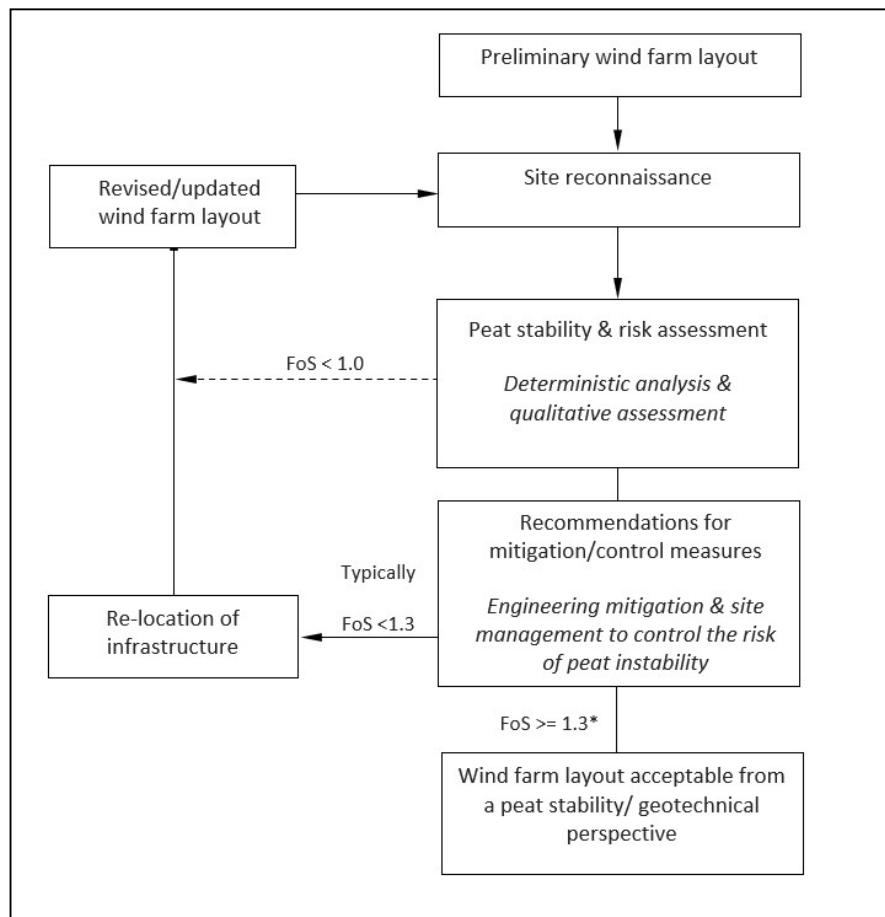 Preliminary wind farm layout
Revised/updated
wind farm layout
Site reconnaissance
Peat stability & risk assessment
Deterministic analysis &
qualitative assessment
FoS < 1.0
Recommendations for
mitigation/control measures
Engineering mitigation & site
management to control the risk
of peat instability
Typically
FoS <1.3
Re-location of
infrastructure
FoS >= 1.3*
Wind farm layout acceptable from
a peat stability/ geotechnical
perspective